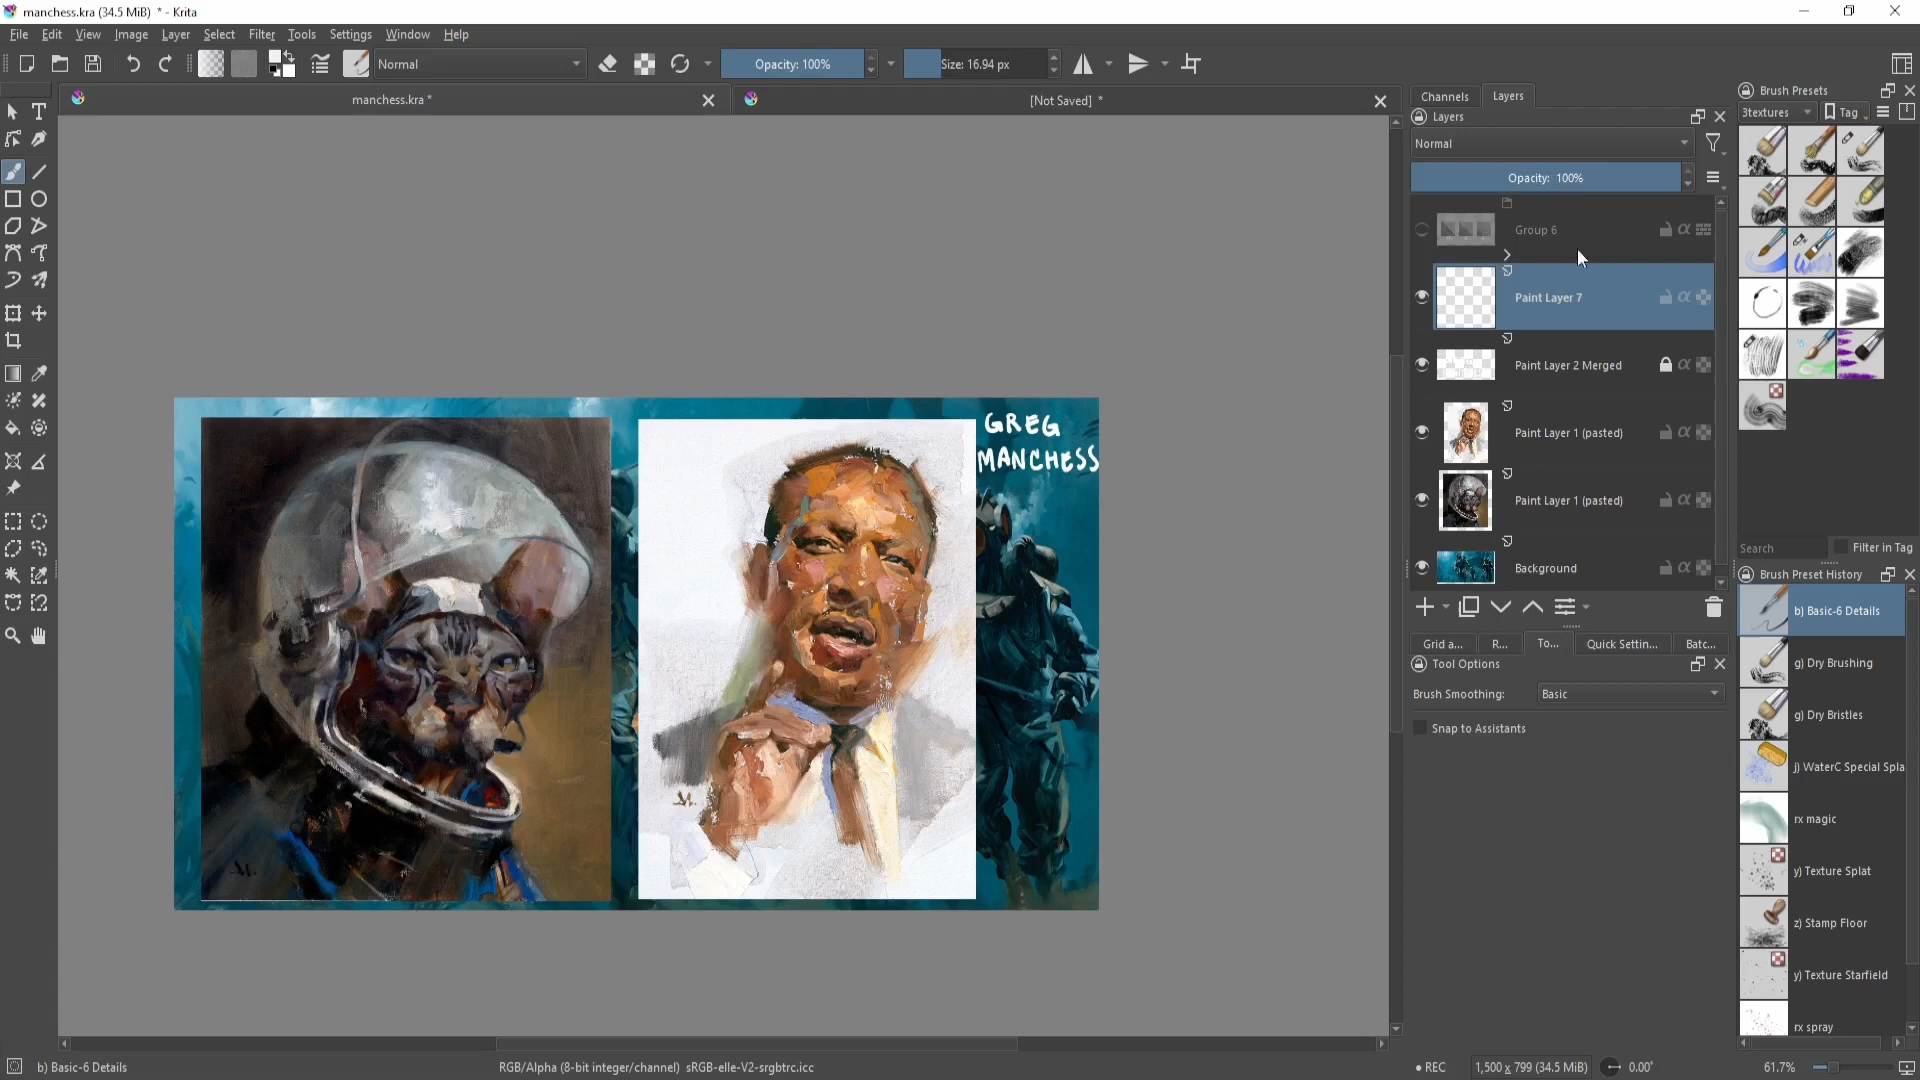 manchess.kra (34.5 MiB) * - Krita
File Edit View Image Layer Select Filter Tools Settings Window Help
Normal Opacity: 100% Size: 16.94 px
manchess.kra * [Not Saved] *
Channels Layers
Layers
Normal
Opacity: 100%
Group 6
Paint Layer 7
Paint Layer 2 Merged
Paint Layer 1 (pasted)
Paint Layer 1 (pasted)
Background
Grid a... R... To... Quick Settin... Batc...
Tool Options
Brush Smoothing: Basic
Snap to Assistants
Brush Presets
3textures Tag
Search Filter in Tag
Brush Preset History
b) Basic-6 Details
g) Dry Brushing
g) Dry Bristles
j) WaterC Special Spla
rx magic
y) Texture Splat
z) Stamp Floor
y) Texture Starfield
rx spray
GREG
MANCHESS
M.
M.
b) Basic-6 Details RGB/Alpha (8-bit integer/channel) sRGB-elle-V2-srgbtrc.icc REC 1,500 x 799 (34.5 MiB) 0.00° 61.7%